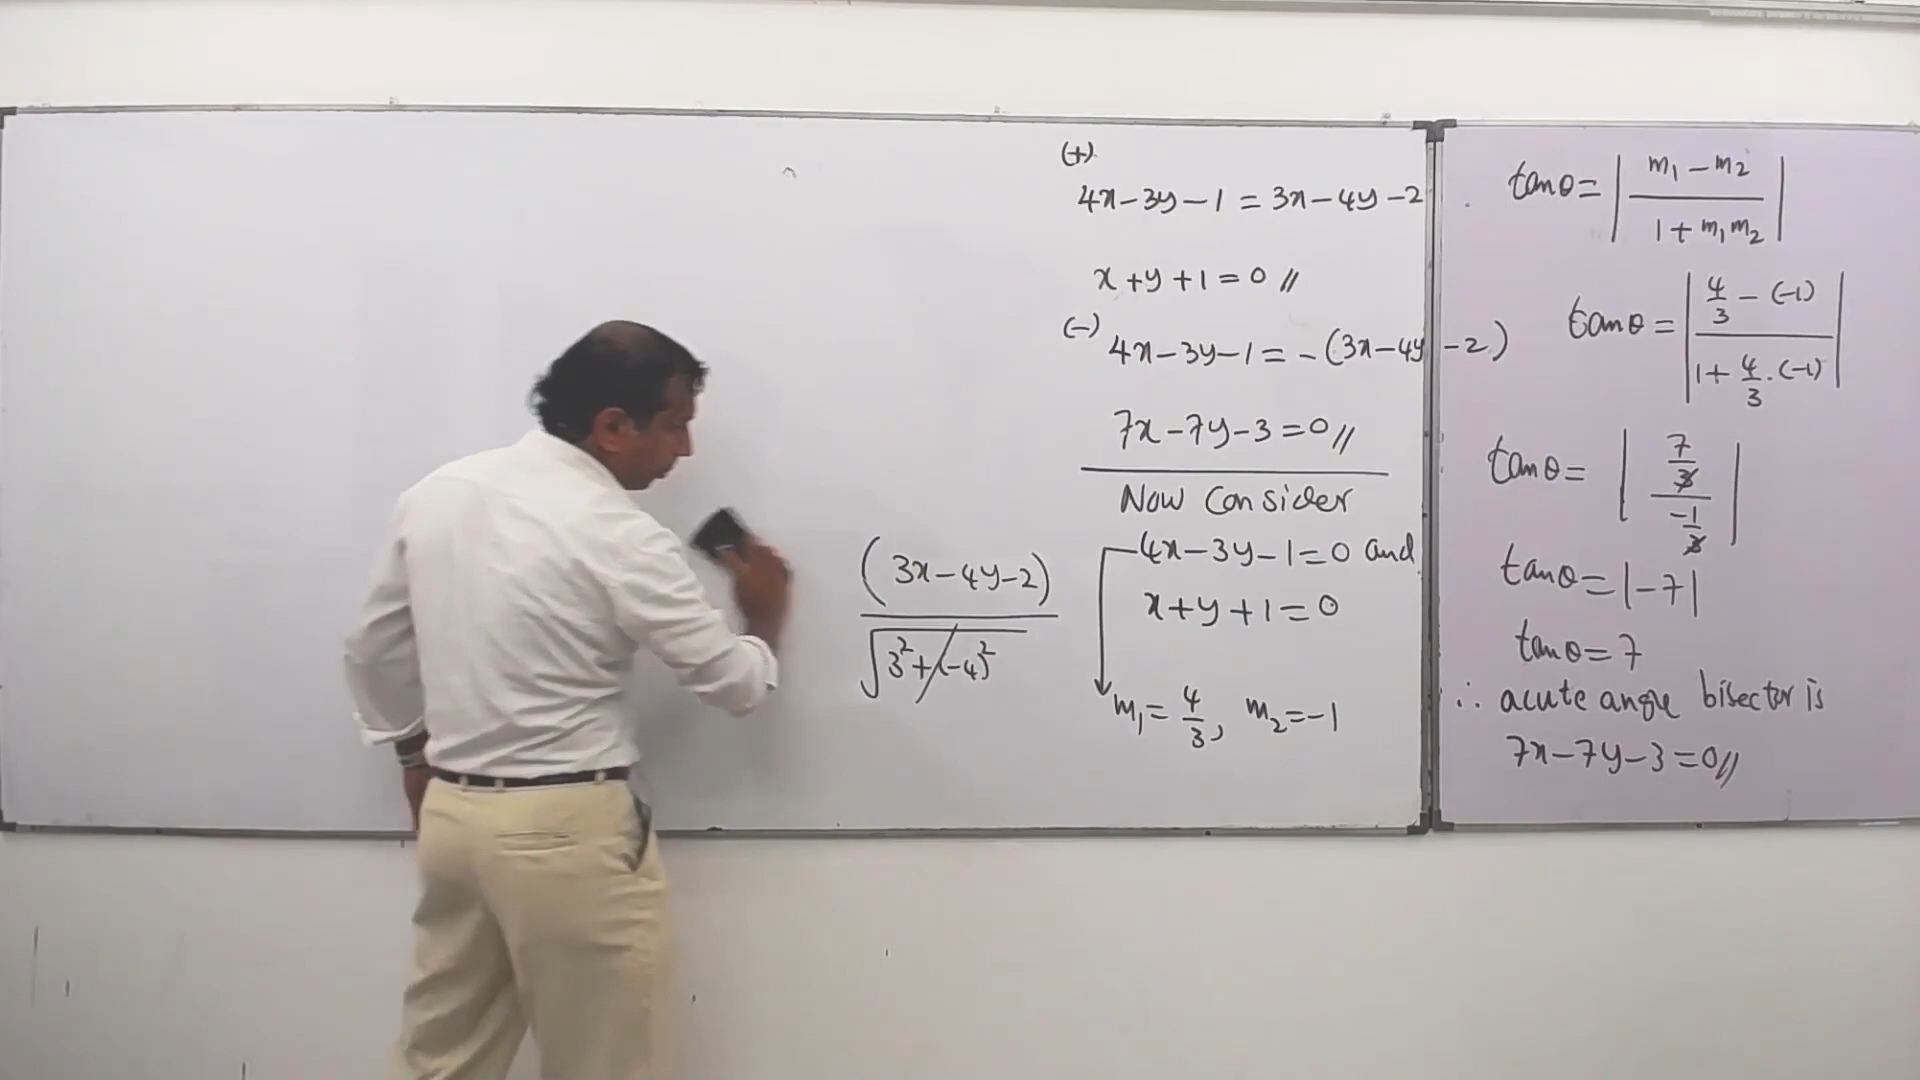 (3x-4y-2)
√3²+(-4)²
(+)
4x-3y-1=3x-4y-2
x+y+1=0//
(-) 4x-3y-1=-(3x-4y-2)
7x-7y-3=0//
Now Consider
4x-3y-1=0 and
x+y+1=0
m₁=4/3, m₂=-1
tanθ=|m₁-m₂/1+m₁m₂|
tanθ=|4/3-(-1)/1+4/3.(-1)|
tanθ=|7/3/-1/3|
tanθ=|-7|
tanθ=7
∴ acute angle bisector is
7x-7y-3=0//